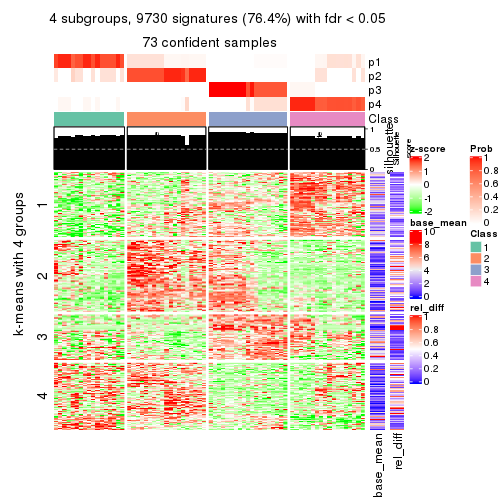 4 subgroups, 9730 signatures (76.4%) with fdr < 0.05
73 confident samples
p1
p2
p3
p4
Class
1
0.5
0
silhouette
Silhouette
score
k-means with 4 groups
1
2
3
4
base_mean
rel_diff
z-score
2
1
0
-1
-2
base_mean
10
8
6
4
2
0
rel_diff
1
0.8
0.6
0.4
0.2
0
Prob
1
0.8
0.6
0.4
0.2
0
Class
1
2
3
4